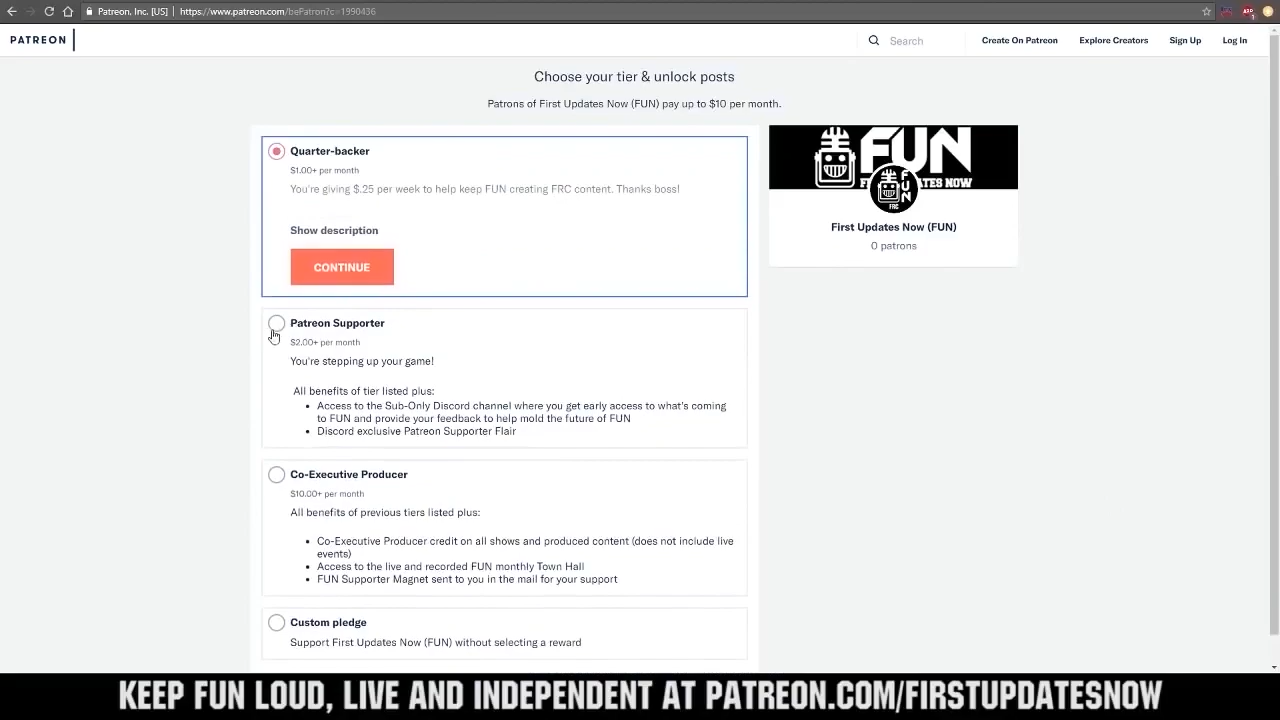 Patreon, Inc. [US] | https://www.patreon.com/bePatron?c=1990436
PATREON
Search
Create On Patreon
Explore Creators
Sign Up
Log In
Choose your tier & unlock posts
Patrons of First Updates Now (FUN) pay up to $10 per month.
Quarter-backer
$1.00+ per month
You're giving $.25 per week to help keep FUN creating FRC content. Thanks boss!
Show description
CONTINUE
Patreon Supporter
$2.00+ per month
You're stepping up your game!
All benefits of tier listed plus:
• Access to the Sub-Only Discord channel where you get early access to what's coming
to FUN and provide your feedback to help mold the future of FUN
• Discord exclusive Patreon Supporter Flair
Co-Executive Producer
$10.00+ per month
All benefits of previous tiers listed plus:
• Co-Executive Producer credit on all shows and produced content (does not include live
events)
• Access to the live and recorded FUN monthly Town Hall
• FUN Supporter Magnet sent to you in the mail for your support
Custom pledge
Support First Updates Now (FUN) without selecting a reward
FUN
FUN
FRC
First Updates Now (FUN)
0 patrons
KEEP FUN LOUD, LIVE AND INDEPENDENT AT PATREON.COM/FIRSTUPDATESNOW